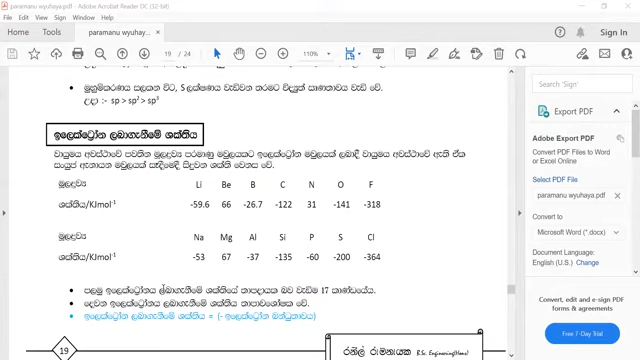 paramanu wyuhaya.pdf - Adobe Acrobat Reader DC (32-bit)
File Edit View Sign Window Help
Home Tools paramanu wyuhaya.... × Sign In
19 / 24 110%
මුහුම්කරණය සලකන විට, S ලක්ෂණය වැඩිවන තරමට විද්‍යුත් සෘණතාවය වැඩි වේ.
උදා :- sp > sp² > sp³
ඉලෙක්ට්‍රෝන ලබාගැනීමේ ශක්තිය
වායුමය අවස්ථාවේ පවතින මූලද්‍රව්‍ය පරමාණු මවුලයකට ඉලෙක්ට්‍රෝන මවුලයක් ලබාදී වායුමය අවස්ථාවේ ඇති ඒක
සංයුජ ඇනායන මවුලයක් සෑදීමේදී සිදුවන ශක්ති වෙනස වේ.
මූලද්‍රව්‍ය Li Be B C N O F
ශක්තිය/KJmol⁻¹ -59.6 66 -26.7 -122 31 -141 -318
මූලද්‍රව්‍ය Na Mg Al Si P S Cl
ශක්තිය/KJmol⁻¹ -53 67 -37 -135 -60 -200 -364
පලමු ඉලෙක්ට්‍රෝනය ලබාගැනීමේ ශක්තියේ තාපදායක බව වැඩිම 17 කාණ්ඩයේය.
දෙවන ඉලෙක්ට්‍රෝනය ලබාගැනීමේ ශක්තිය තාපාවශෝෂක වේ.
ඉලෙක්ට්‍රෝන ලබාගැනීමේ ශක්තිය = (- ඉලෙක්ට්‍රෝන බන්ධුතාවය)
19
රනිල් රාමනායක B.Sc. Engineering(Hons)
Search 'Sign'
Export PDF
Adobe Export PDF
Convert PDF Files to Word
or Excel Online
Select PDF File
paramanu wyuhaya.pdf ×
Convert to
Microsoft Word (*.docx)
Document Language:
English (U.S.) Change
Convert, edit and e-sign PDF
forms & agreements
Free 7-Day Trial